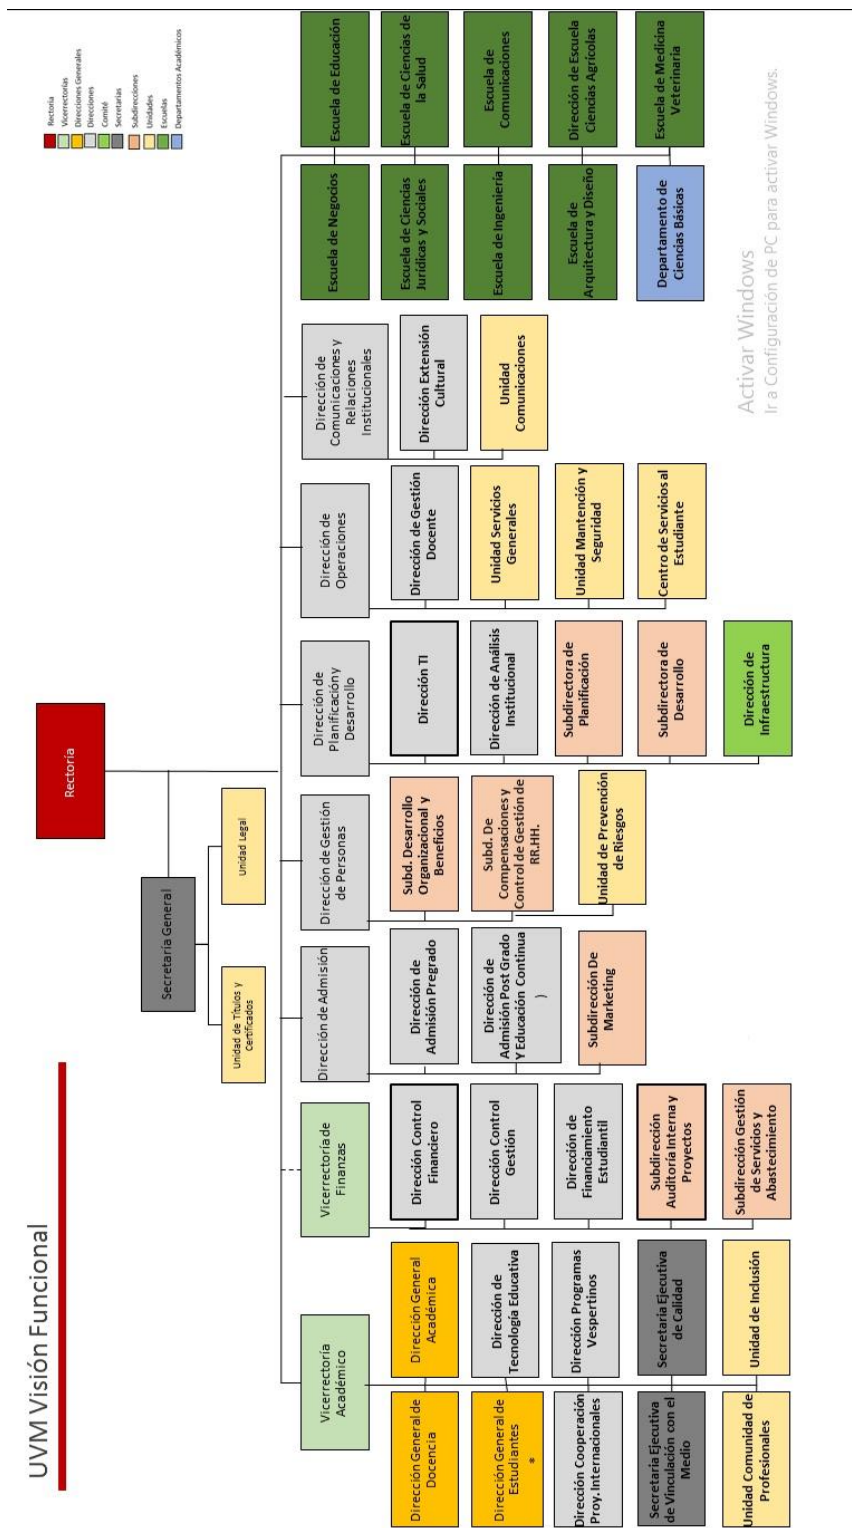 UVM Visión Funcional
Rectoría
Vicerrectorías
Direcciones Generales
Direcciones
Comité
Secretarias
Subdirecciones
Unidades
Escuelas
Departamentos Académicos
Rectoría
Secretaría General
Unidad de Títulos y
Certificados
Unidad Legal
Vicerrectoría
Académico
Dirección General de
Docencia
Dirección General
Académica
Dirección General de
Estudiantes
*
Dirección de
Tecnología Educativa
Dirección Cooperación
Proy. Internacionales
Dirección Programas
Vespertinos
Secretaria Ejecutiva
de Vinculación con el
Medio
Secretaria Ejecutiva
de Calidad
Unidad Comunidad de
Profesionales
Unidad de Inclusión
Vicerrectoría de
Finanzas
Dirección Control
Financiero
Dirección Control
Gestión
Dirección de
Financiamiento
Estudiantil
Subdirección
Auditoría Interna y
Proyectos
Subdirección Gestión
de Servicios y
Abastecimiento
Dirección de Admisión
Dirección de
Admisión Pregrado
Dirección de
Admisión Post Grado
Y Educación Continua
)
Subdirección De
Marketing
Dirección de Gestión
de Personas
Subd. Desarrollo
Organizacional y
Beneficios
Subd. De
Compensaciones y
Control de Gestión de
RR.HH.
Unidad de Prevención
de Riesgos
Dirección de
Planificación y
Desarrollo
Dirección TI
Dirección de Análisis
Institucional
Subdirectora de
Planificación
Subdirectora de
Desarrollo
Dirección de
Infraestructura
Dirección de
Operaciones
Dirección de Gestión
Docente
Unidad Servicios
Generales
Unidad Mantención y
Seguridad
Centro de Servicios al
Estudiante
Dirección de
Comunicaciones y
Relaciones
Institucionales
Dirección Extensión
Cultural
Unidad
Comunicaciones
Escuela de Negocios
Escuela de Educación
Escuela de Ciencias
Jurídicas y Sociales
Escuela de Ciencias de
la Salud
Escuela de Ingeniería
Escuela de
Comunicaciones
Escuela de
Arquitectura y Diseño
Dirección de Escuela
Ciencias Agrícolas
Departamento de
Ciencias Básicas
Escuela de Medicina
Veterinaria
Activar Windows
Ir a Configuración de PC para activar Windows.